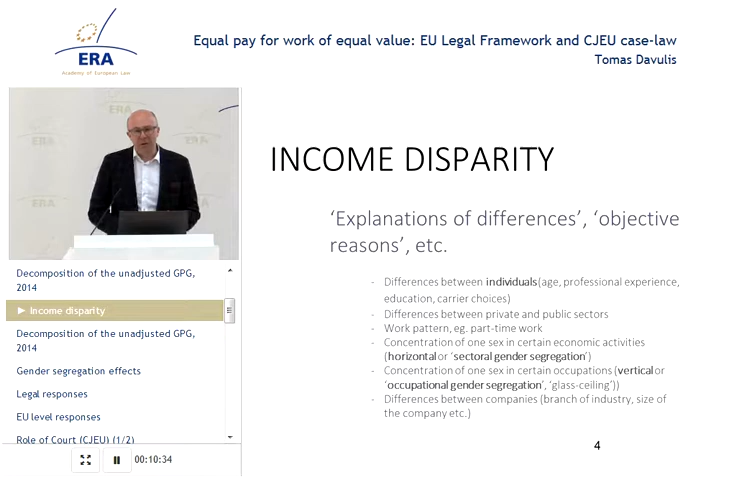 ERA
Academy of European Law
Equal pay for work of equal value: EU Legal Framework and CJEU case-law
Tomas Davulis
ERA
ERA
ERA
ERA
Decomposition of the unadjusted GPG,
2014
Income disparity
Decomposition of the unadjusted GPG,
2014
Gender segregation effects
Legal responses
EU level responses
Role of Court (CJEU) (1/2)
00:10:34
INCOME DISPARITY
‘Explanations of differences’, ‘objective
reasons’, etc.
- Differences between individuals(age, professional experience,
education, carrier choices)
- Differences between private and public sectors
- Work pattern, eg. part-time work
- Concentration of one sex in certain economic activities
(horizontal or ‘sectoral gender segregation’)
- Concentration of one sex in certain occupations (vertical or
‘occupational gender segregation’, ‘glass-ceiling’))
- Differences between companies (branch of industry, size of
the company etc.)
4